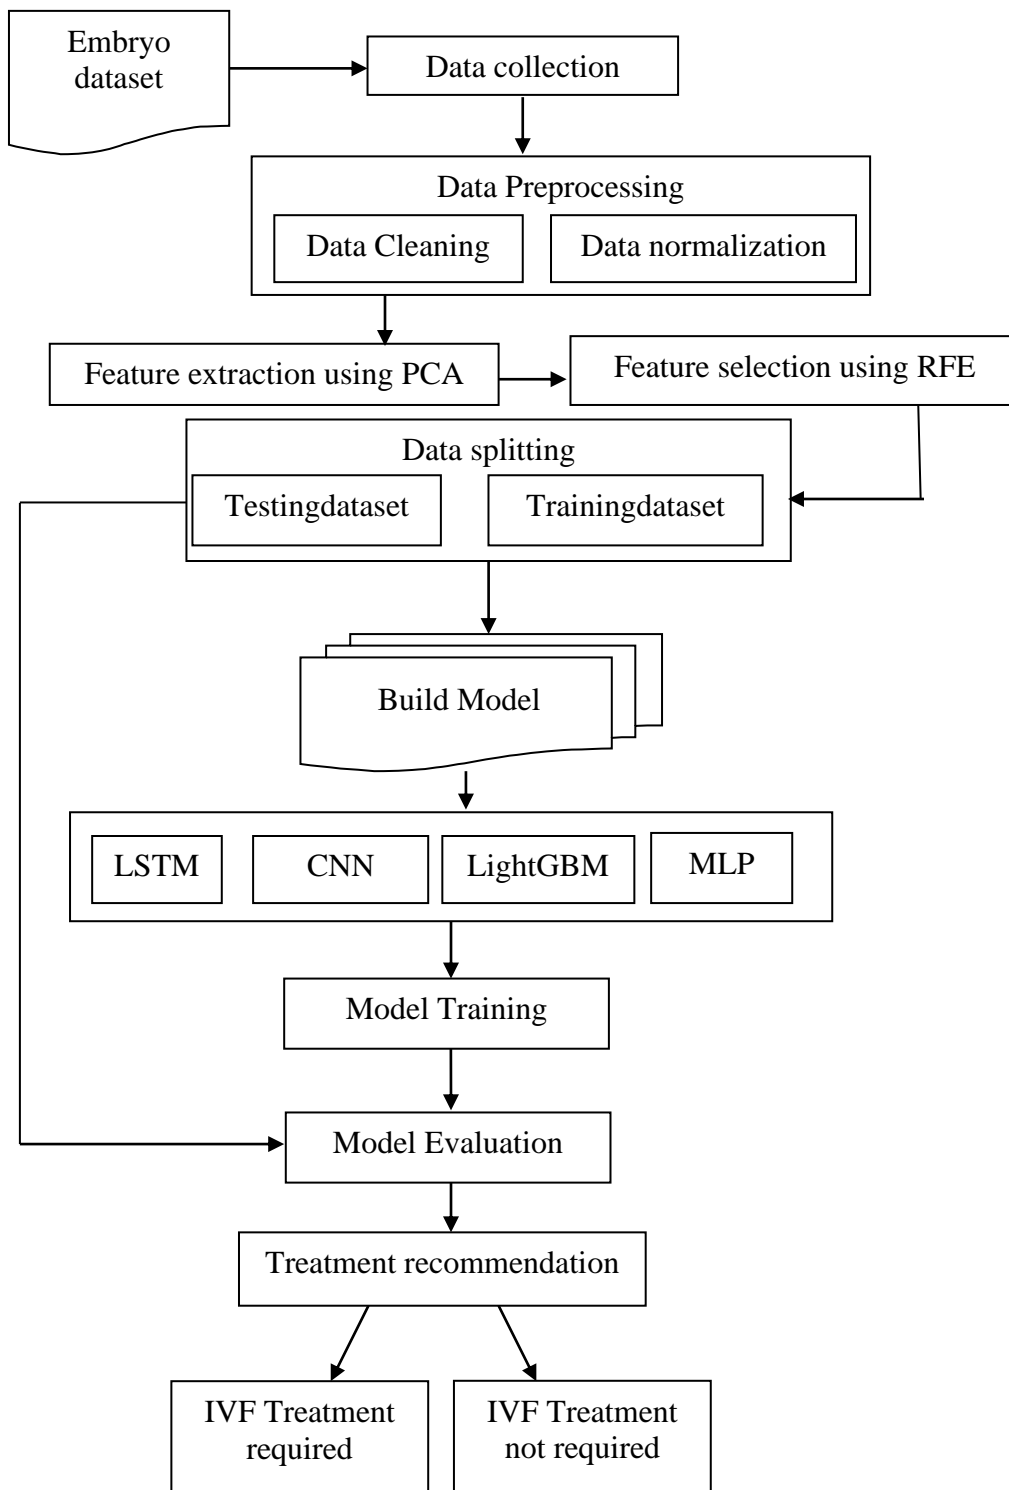 Embryo
dataset
Data collection
Data Preprocessing
Data Cleaning
Data normalization
Feature extraction using PCA
Feature selection using RFE
Data splitting
Testingdataset
Trainingdataset
Build Model
LSTM
CNN
LightGBM
MLP
Model Training
Model Evaluation
Treatment recommendation
IVF Treatment
required
IVF Treatment
not required